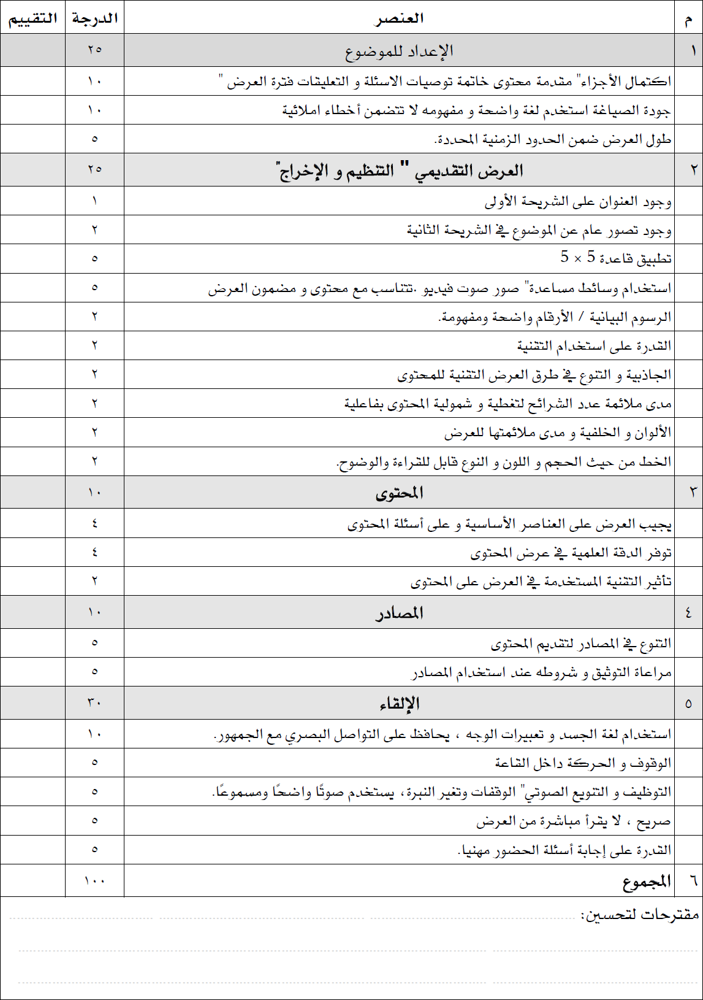 م العنصر الدرجة التقييم
١ الإعداد للموضوع ٢٥
اكتمال الأجزاء" مقدمة محتوى خاتمة توصيات الاسئلة و التعليقات فترة العرض " ١٠
جودة الصياغة استخدم لغة واضحة و مفهومه لا تتضمن أخطاء املائية ١٠
طول العرض ضمن الحدود الزمنية المحددة. ٥
٢ العرض التقديمي " التنظيم و الإخراج" ٢٥
وجود العنوان على الشريحة الأولى ١
وجود تصور عام عن الموضوع في الشريحة الثانية ٢
تطبيق قاعدة 5 × 5 ٥
استخدام وسائط مساعدة" صور صوت فيديو .تتناسب مع محتوى و مضمون العرض ٥
الرسوم البيانية / الأرقام واضحة ومفهومة. ٢
القدرة على استخدام التقنية ٢
الجاذبية و التنوع في طرق العرض التقنية للمحتوى ٢
مدى ملائمة عدد الشرائح لتغطية و شمولية المحتوى بفاعلية ٢
الألوان و الخلفية و مدى ملائمتها للعرض ٢
الخط من حيث الحجم و اللون و النوع قابل للقراءة والوضوح. ٢
٣ المحتوى ١٠
يجيب العرض على العناصر الأساسية و على أسئلة المحتوى ٤
توفر الدقة العلمية في عرض المحتوى ٤
تأثير التقنية المستخدمة في العرض على المحتوى ٢
٤ المصادر ١٠
التنوع في المصادر لتقديم المحتوى ٥
مراعاة التوثيق و شروطه عند استخدام المصادر ٥
٥ الإلقاء ٣٠
استخدام لغة الجسد و تعبيرات الوجه ، يحافظ على التواصل البصري مع الجمهور. ١٠
الوقوف و الحركة داخل القاعة ٥
التوظيف و التنويع الصوتي" الوقفات وتغير النبرة، يستخدم صوتًا واضحًا ومسموعًا. ٥
صريح ، لا يقرأ مباشرة من العرض ٥
القدرة على إجابة أسئلة الحضور مهنيا. ٥
٦ المجموع ١٠٠
مقترحات لتحسين: